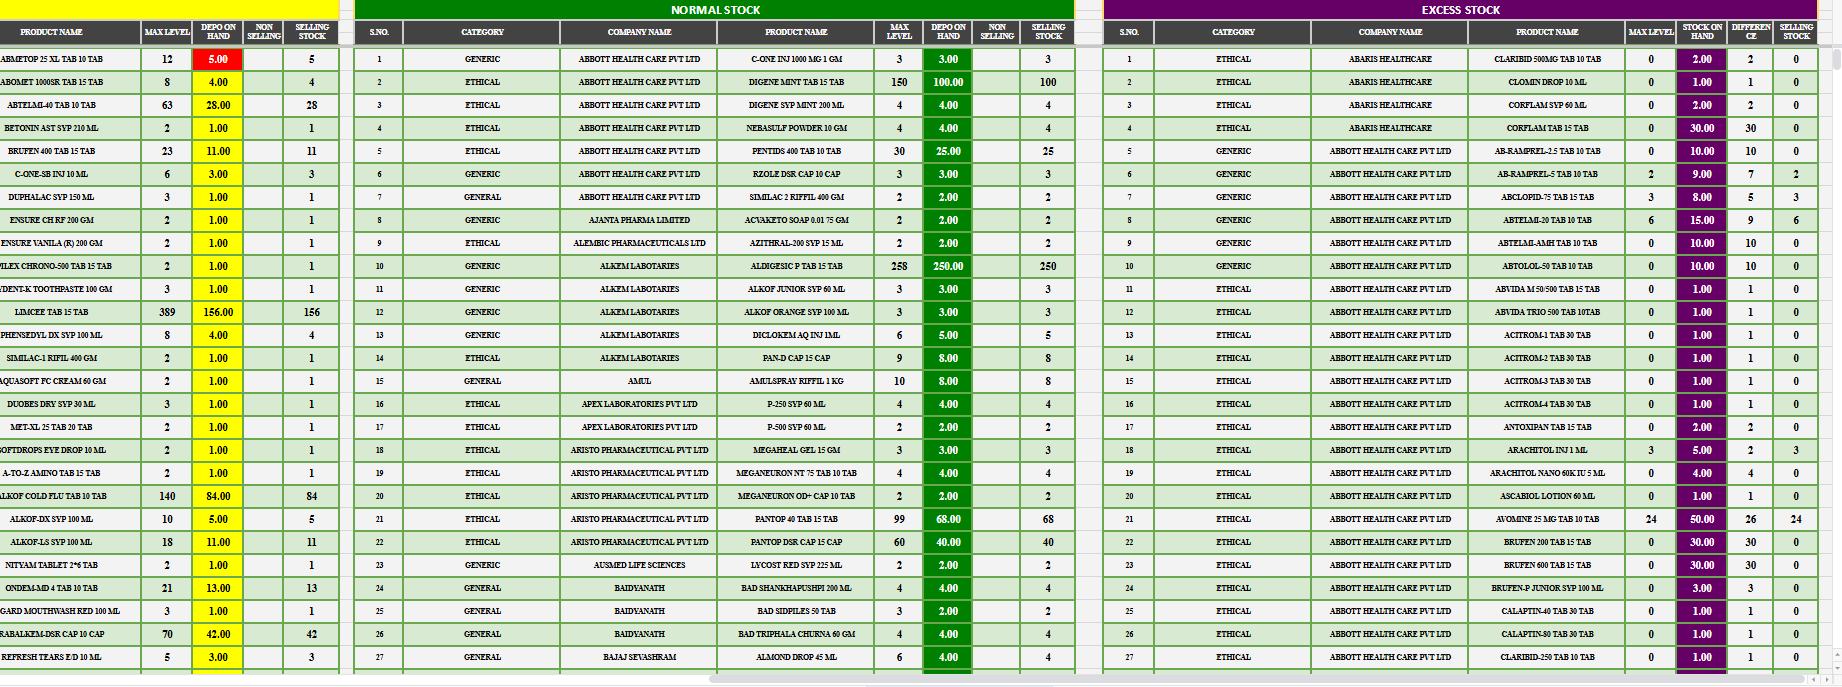 NORMAL STOCK EXCESS STOCK
PRODUCT NAME MAX LEVEL DEPO ON HAND NON SELLING SELLING STOCK S.NO. CATEGORY COMPANY NAME PRODUCT NAME MAX LEVEL DEPO ON HAND NON SELLING SELLING STOCK S.NO. CATEGORY COMPANY NAME PRODUCT NAME MAX LEVEL STOCK ON HAND DIFFEREN CE SELLING STOCK
ABMETOP 25 XL TAB 10 TAB 12 5.00 5 1 GENERIC ABBOTT HEALTH CARE PVT LTD C-ONE INJ 1000 MG 1 GM 3 3.00 3 1 ETHICAL ABARIS HEALTHCARE CLARIBID 500MG TAB 10 TAB 0 2.00 2 0
ABOMET 1000SR TAB 15 TAB 8 4.00 4 2 ETHICAL ABBOTT HEALTH CARE PVT LTD DIGENE MINT TAB 15 TAB 150 100.00 100 2 ETHICAL ABARIS HEALTHCARE CLOMIN DROP 10 ML 0 1.00 1 0
ABTELMI-40 TAB 10 TAB 63 28.00 28 3 ETHICAL ABBOTT HEALTH CARE PVT LTD DIGENE SYP MINT 200 ML 4 4.00 4 3 ETHICAL ABARIS HEALTHCARE CORFLAM SYP 60 ML 0 2.00 2 0
BETONIN AST SYP 210 ML 2 1.00 1 4 ETHICAL ABBOTT HEALTH CARE PVT LTD NEBASULF POWDER 10 GM 4 4.00 4 4 ETHICAL ABARIS HEALTHCARE CORFLAM TAB 15 TAB 0 30.00 30 0
BRUFEN 400 TAB 15 TAB 23 11.00 11 5 ETHICAL ABBOTT HEALTH CARE PVT LTD PENTIDS 400 TAB 10 TAB 30 25.00 25 5 GENERIC ABBOTT HEALTH CARE PVT LTD AB-RAMPREL-2.5 TAB 10 TAB 0 10.00 10 0
C-ONE-SB INJ 10 ML 6 3.00 3 6 GENERIC ABBOTT HEALTH CARE PVT LTD RZOLE DSR CAP 10 CAP 3 3.00 3 6 GENERIC ABBOTT HEALTH CARE PVT LTD AB-RAMPREL-5 TAB 10 TAB 2 9.00 7 2
DUPHALAC SYP 150 ML 3 1.00 1 7 GENERAL ABBOTT HEALTH CARE PVT LTD SIMILAC 2 RIFFIL 400 GM 2 2.00 2 7 GENERIC ABBOTT HEALTH CARE PVT LTD ABCLOPID-75 TAB 15 TAB 3 8.00 5 3
ENSURE CH RF 200 GM 2 1.00 1 8 GENERIC AJANTA PHARMA LIMITED ACVAKETO SOAP 0.01 75 GM 2 2.00 2 8 GENERIC ABBOTT HEALTH CARE PVT LTD ABTELMI-20 TAB 10 TAB 6 15.00 9 6
ENSURE VANILA (R) 200 GM 2 1.00 1 9 ETHICAL ALEMBIC PHARMACEUTICALS LTD AZITHRAL-200 SYP 15 ML 2 2.00 2 9 GENERIC ABBOTT HEALTH CARE PVT LTD ABTELMI-AMH TAB 10 TAB 0 10.00 10 0
ILEX CHRONO-500 TAB 15 TAB 2 1.00 1 10 GENERIC ALKEM LABOTARIES ALDIGESIC P TAB 15 TAB 258 250.00 250 10 GENERIC ABBOTT HEALTH CARE PVT LTD ABTOLOL-50 TAB 10 TAB 0 10.00 10 0
YDENT-K TOOTHPASTE 100 GM 3 1.00 1 11 GENERIC ALKEM LABOTARIES ALKOF JUNIOR SYP 60 ML 3 3.00 3 11 ETHICAL ABBOTT HEALTH CARE PVT LTD ABVIDA M 50/500 TAB 15 TAB 0 1.00 1 0
LIMCEE TAB 15 TAB 389 156.00 156 12 GENERIC ALKEM LABOTARIES ALKOF ORANGE SYP 100 ML 3 3.00 3 12 ETHICAL ABBOTT HEALTH CARE PVT LTD ABVIDA TRIO 500 TAB 10TAB 0 1.00 1 0
PHENSEDYL DX SYP 100 ML 8 4.00 4 13 GENERIC ALKEM LABOTARIES DICLOKEM AQ INJ 1ML 6 5.00 5 13 ETHICAL ABBOTT HEALTH CARE PVT LTD ACITROM-1 TAB 30 TAB 0 1.00 1 0
SIMILAC-1 RIFIL 400 GM 2 1.00 1 14 ETHICAL ALKEM LABOTARIES PAN-D CAP 15 CAP 9 8.00 8 14 ETHICAL ABBOTT HEALTH CARE PVT LTD ACITROM-2 TAB 30 TAB 0 1.00 1 0
AQUASOFT FC CREAM 60 GM 2 1.00 1 15 GENERAL AMUL AMULSPRAY RIFFIL 1 KG 10 8.00 8 15 ETHICAL ABBOTT HEALTH CARE PVT LTD ACITROM-3 TAB 30 TAB 0 1.00 1 0
DUOBES DRY SYP 30 ML 3 1.00 1 16 ETHICAL APEX LABORATORIES PVT LTD P-250 SYP 60 ML 4 4.00 4 16 ETHICAL ABBOTT HEALTH CARE PVT LTD ACITROM-4 TAB 30 TAB 0 1.00 1 0
MET-XL 25 TAB 20 TAB 2 1.00 1 17 ETHICAL APEX LABORATORIES PVT LTD P-500 SYP 60 ML 2 2.00 2 17 ETHICAL ABBOTT HEALTH CARE PVT LTD ANTOXIPAN TAB 15 TAB 0 2.00 2 0
OFTDROPS EYE DROP 10 ML 2 1.00 1 18 ETHICAL ARISTO PHARMACEUTICAL PVT LTD MEGAHEAL GEL 15 GM 3 3.00 3 18 ETHICAL ABBOTT HEALTH CARE PVT LTD ARACHITOL INJ 1 ML 3 5.00 2 3
A-TO-Z AMINO TAB 15 TAB 2 1.00 1 19 ETHICAL ARISTO PHARMACEUTICAL PVT LTD MEGANEURON NT 75 TAB 10 TAB 4 4.00 4 19 ETHICAL ABBOTT HEALTH CARE PVT LTD ARACHITOL NANO 60K IU 5 ML 0 4.00 4 0
ALKOF COLD FLU TAB 10 TAB 140 84.00 84 20 ETHICAL ARISTO PHARMACEUTICAL PVT LTD MEGANEURON OD+ CAP 10 TAB 2 2.00 2 20 ETHICAL ABBOTT HEALTH CARE PVT LTD ASCABIOL LOTION 60 ML 0 1.00 1 0
ALKOF-DX SYP 100 ML 10 5.00 5 21 ETHICAL ARISTO PHARMACEUTICAL PVT LTD PANTOP 40 TAB 15 TAB 99 68.00 68 21 ETHICAL ABBOTT HEALTH CARE PVT LTD AVOMINE 25 MG TAB 10 TAB 24 50.00 26 24
ALKOF-LS SYP 100 ML 18 11.00 11 22 ETHICAL ARISTO PHARMACEUTICAL PVT LTD PANTOP DSR CAP 15 CAP 60 40.00 40 22 ETHICAL ABBOTT HEALTH CARE PVT LTD BRUFEN 200 TAB 15 TAB 0 30.00 30 0
NITYAM TABLET 2*6 TAB 2 1.00 1 23 GENERIC AUSMED LIFE SCIENCES LYCOST RED SYP 225 ML 2 2.00 2 23 ETHICAL ABBOTT HEALTH CARE PVT LTD BRUFEN 600 TAB 15 TAB 0 30.00 30 0
ONDEM-MD 4 TAB 10 TAB 21 13.00 13 24 GENERAL BAIDYANATH BAD SHANKHAPUSHPI 200 ML 4 4.00 4 24 ETHICAL ABBOTT HEALTH CARE PVT LTD BRUFEN-P JUNIOR SYP 100 ML 0 3.00 3 0
GARD MOUTHWASH RED 100 ML 3 1.00 1 25 GENERAL BAIDYANATH BAD SIDPILES 50 TAB 3 2.00 2 25 ETHICAL ABBOTT HEALTH CARE PVT LTD CALAPTIN-40 TAB 30 TAB 0 1.00 1 0
RABALKEM-DSR CAP 10 CAP 70 42.00 42 26 GENERAL BAIDYANATH BAD TRIPHALA CHURNA 60 GM 4 4.00 4 26 ETHICAL ABBOTT HEALTH CARE PVT LTD CALAPTIN-80 TAB 30 TAB 0 1.00 1 0
REFRESH TEARS E/D 10 ML 5 3.00 3 27 GENERAL BAJAJ SEVASHRAM ALMOND DROP 45 ML 6 4.00 4 27 ETHICAL ABBOTT HEALTH CARE PVT LTD CLARIBID-250 TAB 10 TAB 0 1.00 1 0